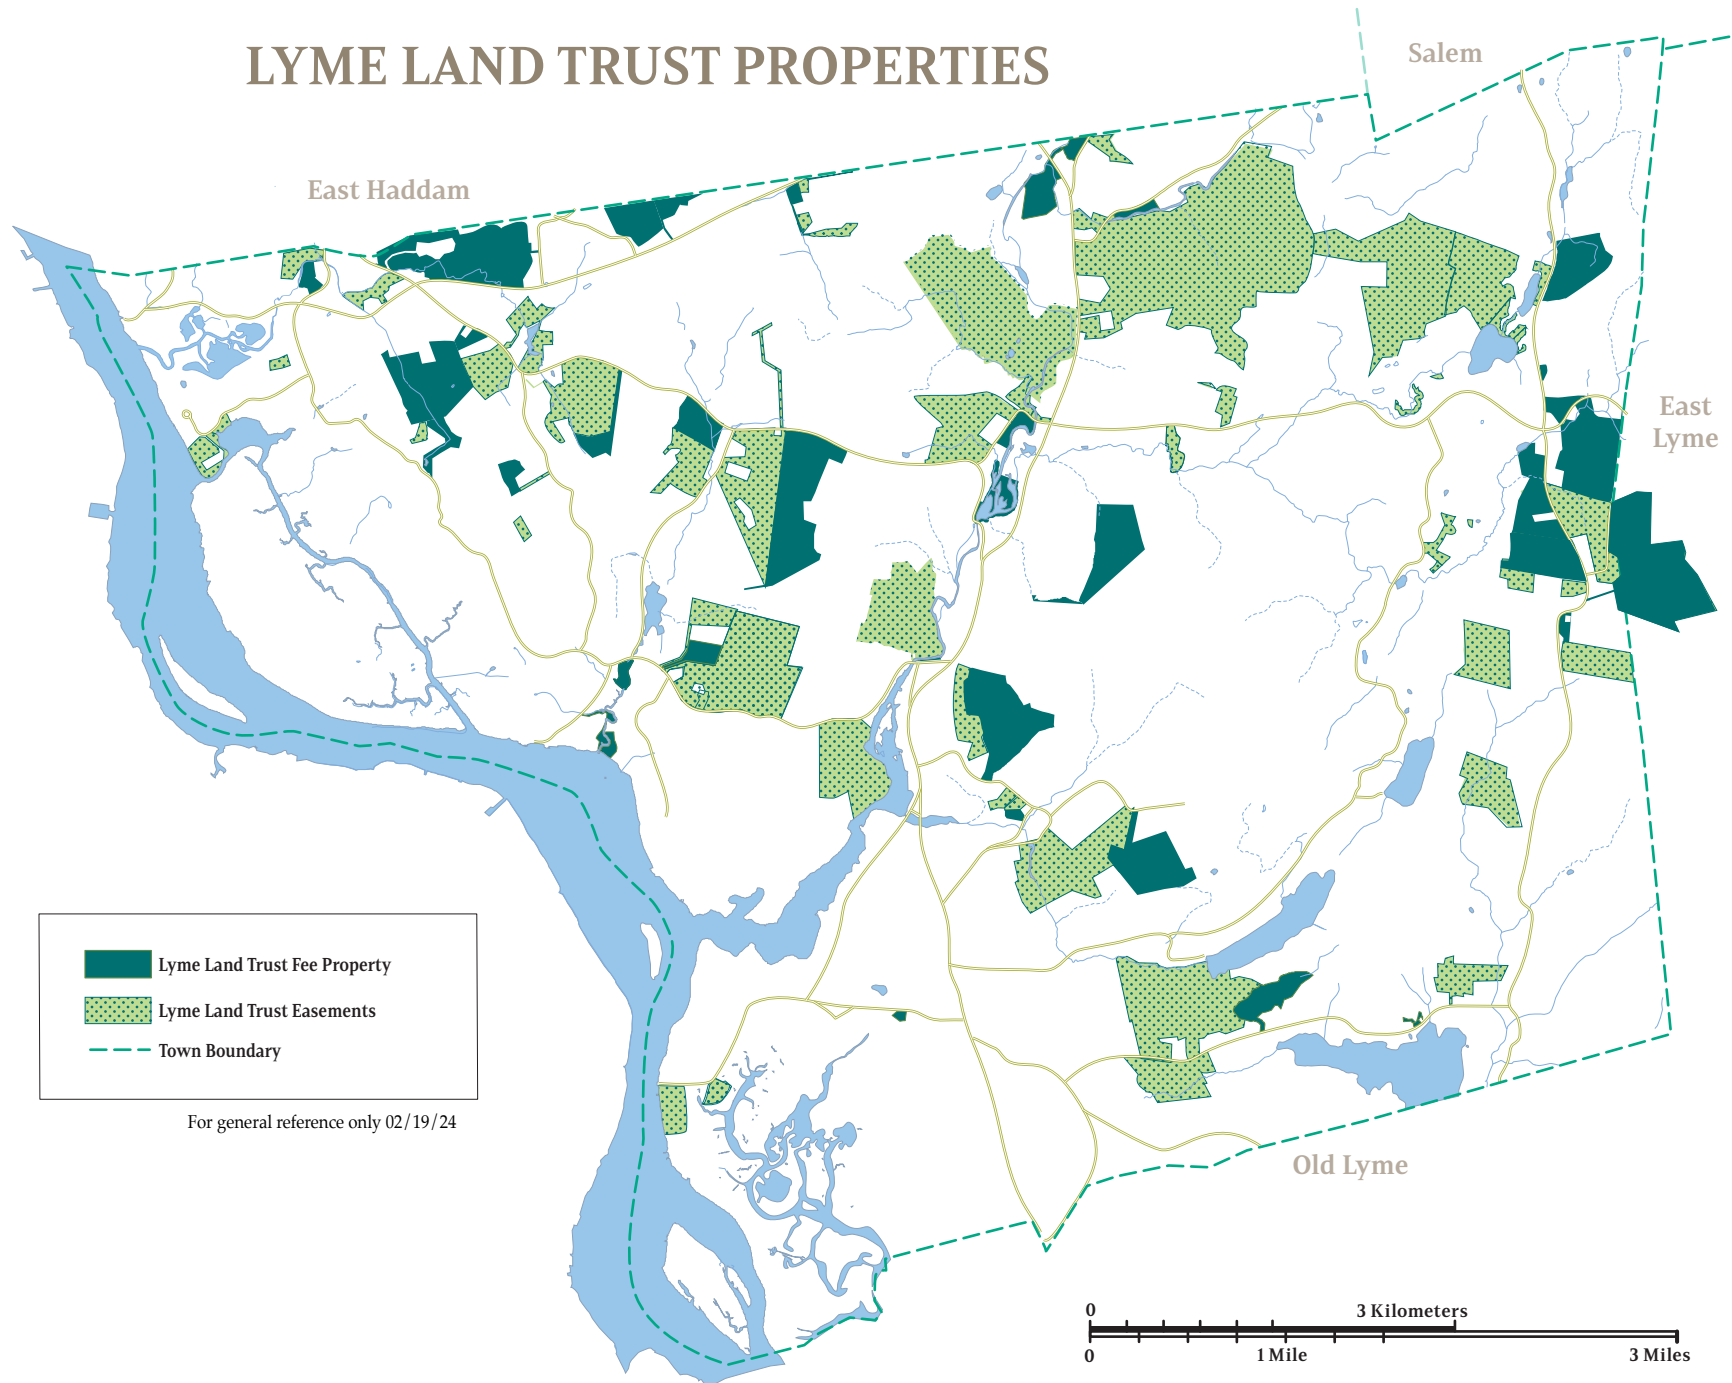 LYME LAND TRUST PROPERTIES
Salem
East Haddam
East
Lyme
Lyme Land Trust Fee Property
Lyme Land Trust Easements
Town Boundary
For general reference only 02/19/24
Old Lyme
0 3 Kilometers
0 1 Mile 3 Miles